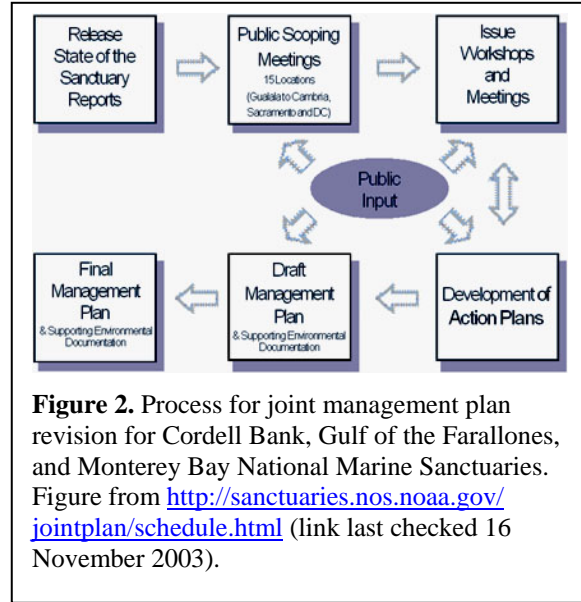 Release
State of the
Sanctuary
Reports
Public Scoping
Meetings
15 Locations
(Gualala to Cambria,
Sacramento and DC)
Issue
Workshops
and
Meetings
Public
Input
Final
Management
Plan
& Supporting Environmental
Documentation
Draft
Management
Plan
& Supporting Environmental
Documentation
Development of
Action Plans
Figure 2. Process for joint management plan
revision for Cordell Bank, Gulf of the Farallones,
and Monterey Bay National Marine Sanctuaries.
Figure from http://sanctuaries.nos.noaa.gov/
jointplan/schedule.html (link last checked 16
November 2003).